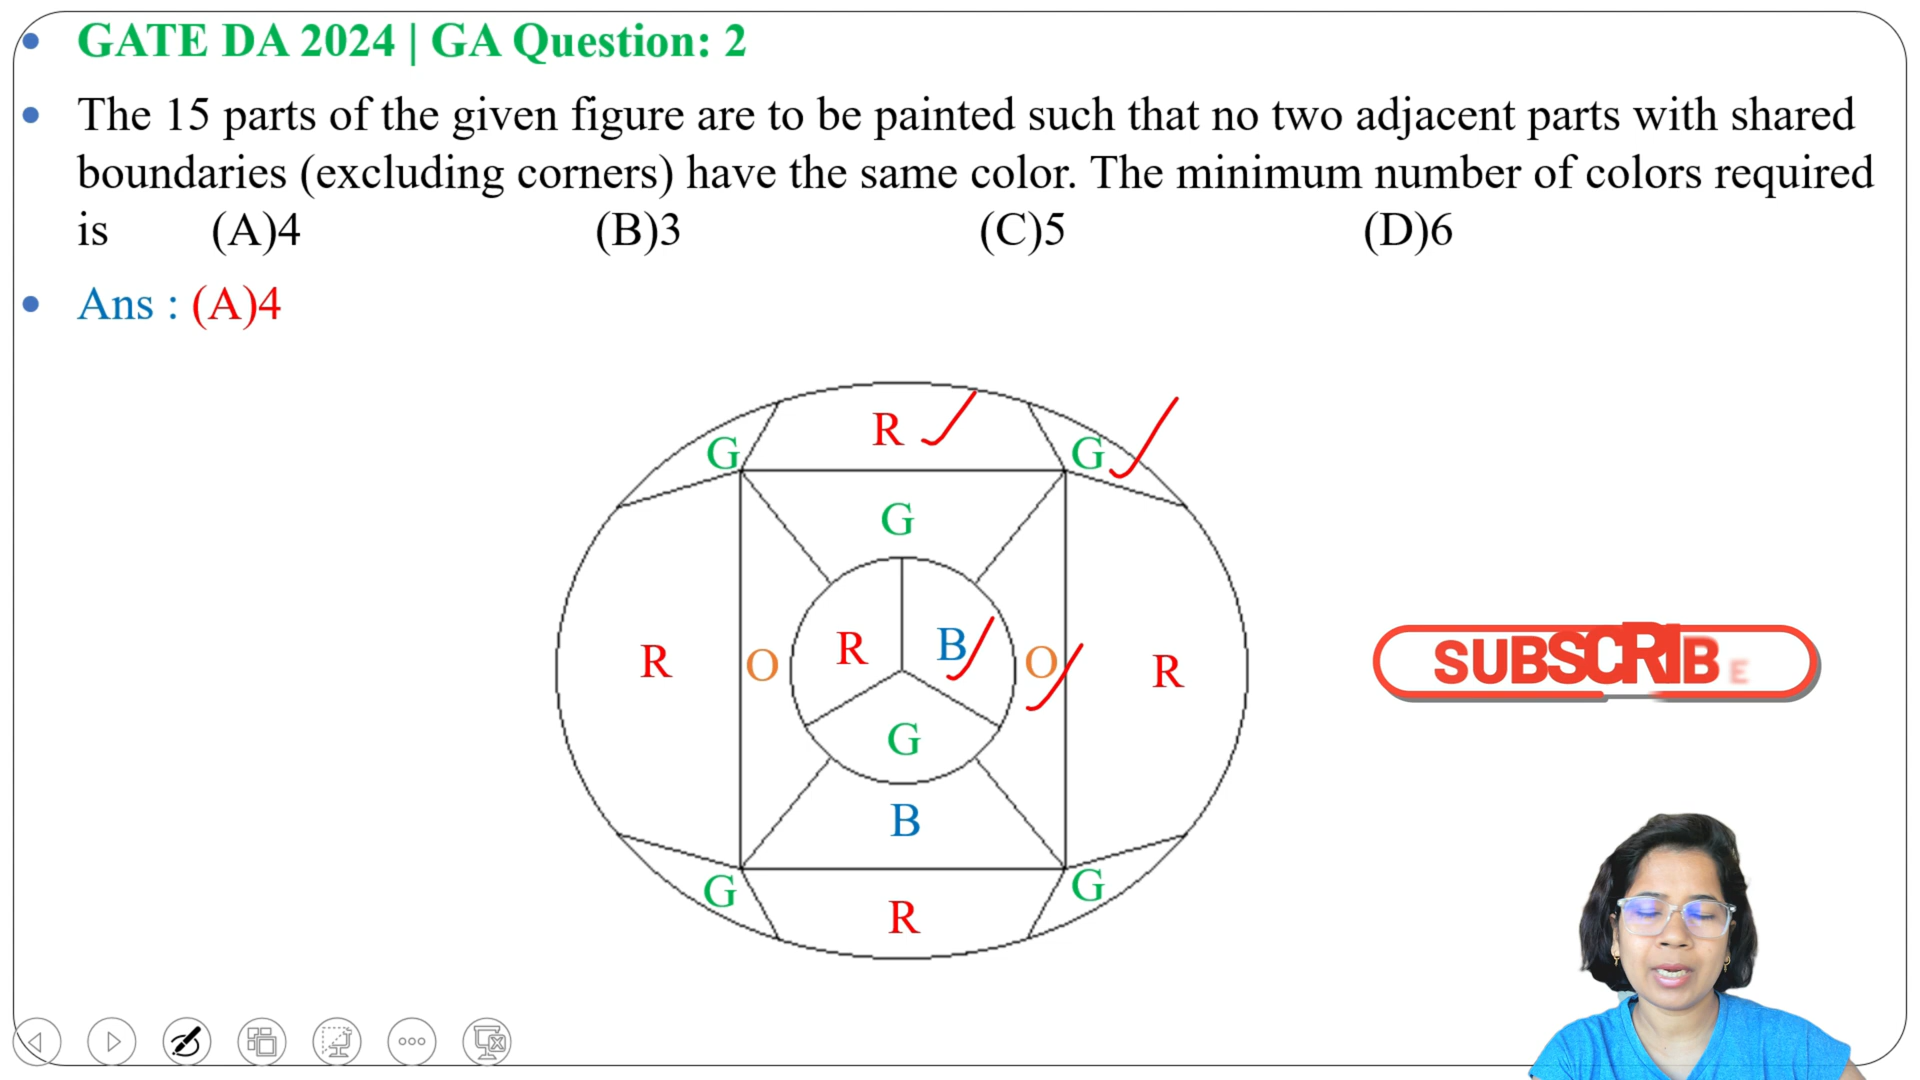 GATE DA 2024 | GA Question: 2
The 15 parts of the given figure are to be painted such that no two adjacent parts with shared
boundaries (excluding corners) have the same color. The minimum number of colors required
is (A)4 (B)3 (C)5 (D)6
Ans : (A)4
R
G G
G
R B
R O O R
G
B
G G
R
SUBSCRIBE